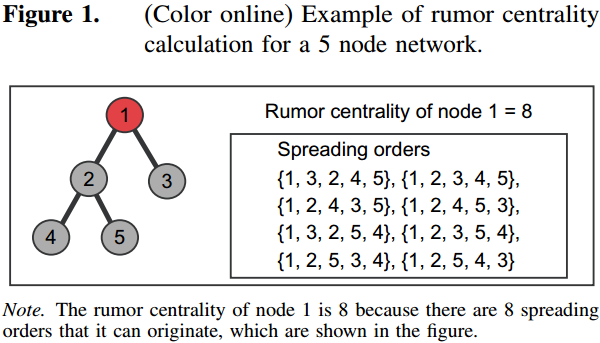 Figure 1. (Color online) Example of rumor centrality
calculation for a 5 node network.
1
2
3
4
5
Rumor centrality of node 1 = 8
Spreading orders
{1, 3, 2, 4, 5}, {1, 2, 3, 4, 5},
{1, 2, 4, 3, 5}, {1, 2, 4, 5, 3},
{1, 3, 2, 5, 4}, {1, 2, 3, 5, 4},
{1, 2, 5, 3, 4}, {1, 2, 5, 4, 3}
Note. The rumor centrality of node 1 is 8 because there are 8 spreading
orders that it can originate, which are shown in the figure.